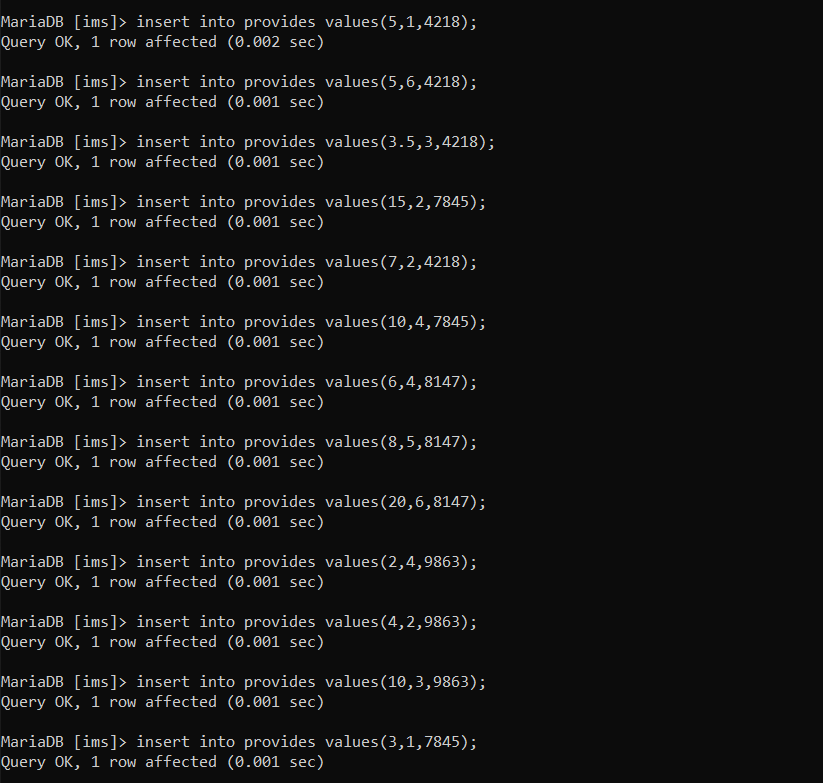 MariaDB [ims]> insert into provides values(5,1,4218);
Query OK, 1 row affected (0.002 sec)
MariaDB [ims]> insert into provides values(5,6,4218);
Query OK, 1 row affected (0.001 sec)
MariaDB [ims]> insert into provides values(3.5,3,4218);
Query OK, 1 row affected (0.001 sec)
MariaDB [ims]> insert into provides values(15,2,7845);
Query OK, 1 row affected (0.001 sec)
MariaDB [ims]> insert into provides values(7,2,4218);
Query OK, 1 row affected (0.001 sec)
MariaDB [ims]> insert into provides values(10,4,7845);
Query OK, 1 row affected (0.001 sec)
MariaDB [ims]> insert into provides values(6,4,8147);
Query OK, 1 row affected (0.001 sec)
MariaDB [ims]> insert into provides values(8,5,8147);
Query OK, 1 row affected (0.001 sec)
MariaDB [ims]> insert into provides values(20,6,8147);
Query OK, 1 row affected (0.001 sec)
MariaDB [ims]> insert into provides values(2,4,9863);
Query OK, 1 row affected (0.001 sec)
MariaDB [ims]> insert into provides values(4,2,9863);
Query OK, 1 row affected (0.001 sec)
MariaDB [ims]> insert into provides values(10,3,9863);
Query OK, 1 row affected (0.001 sec)
MariaDB [ims]> insert into provides values(3,1,7845);
Query OK, 1 row affected (0.001 sec)